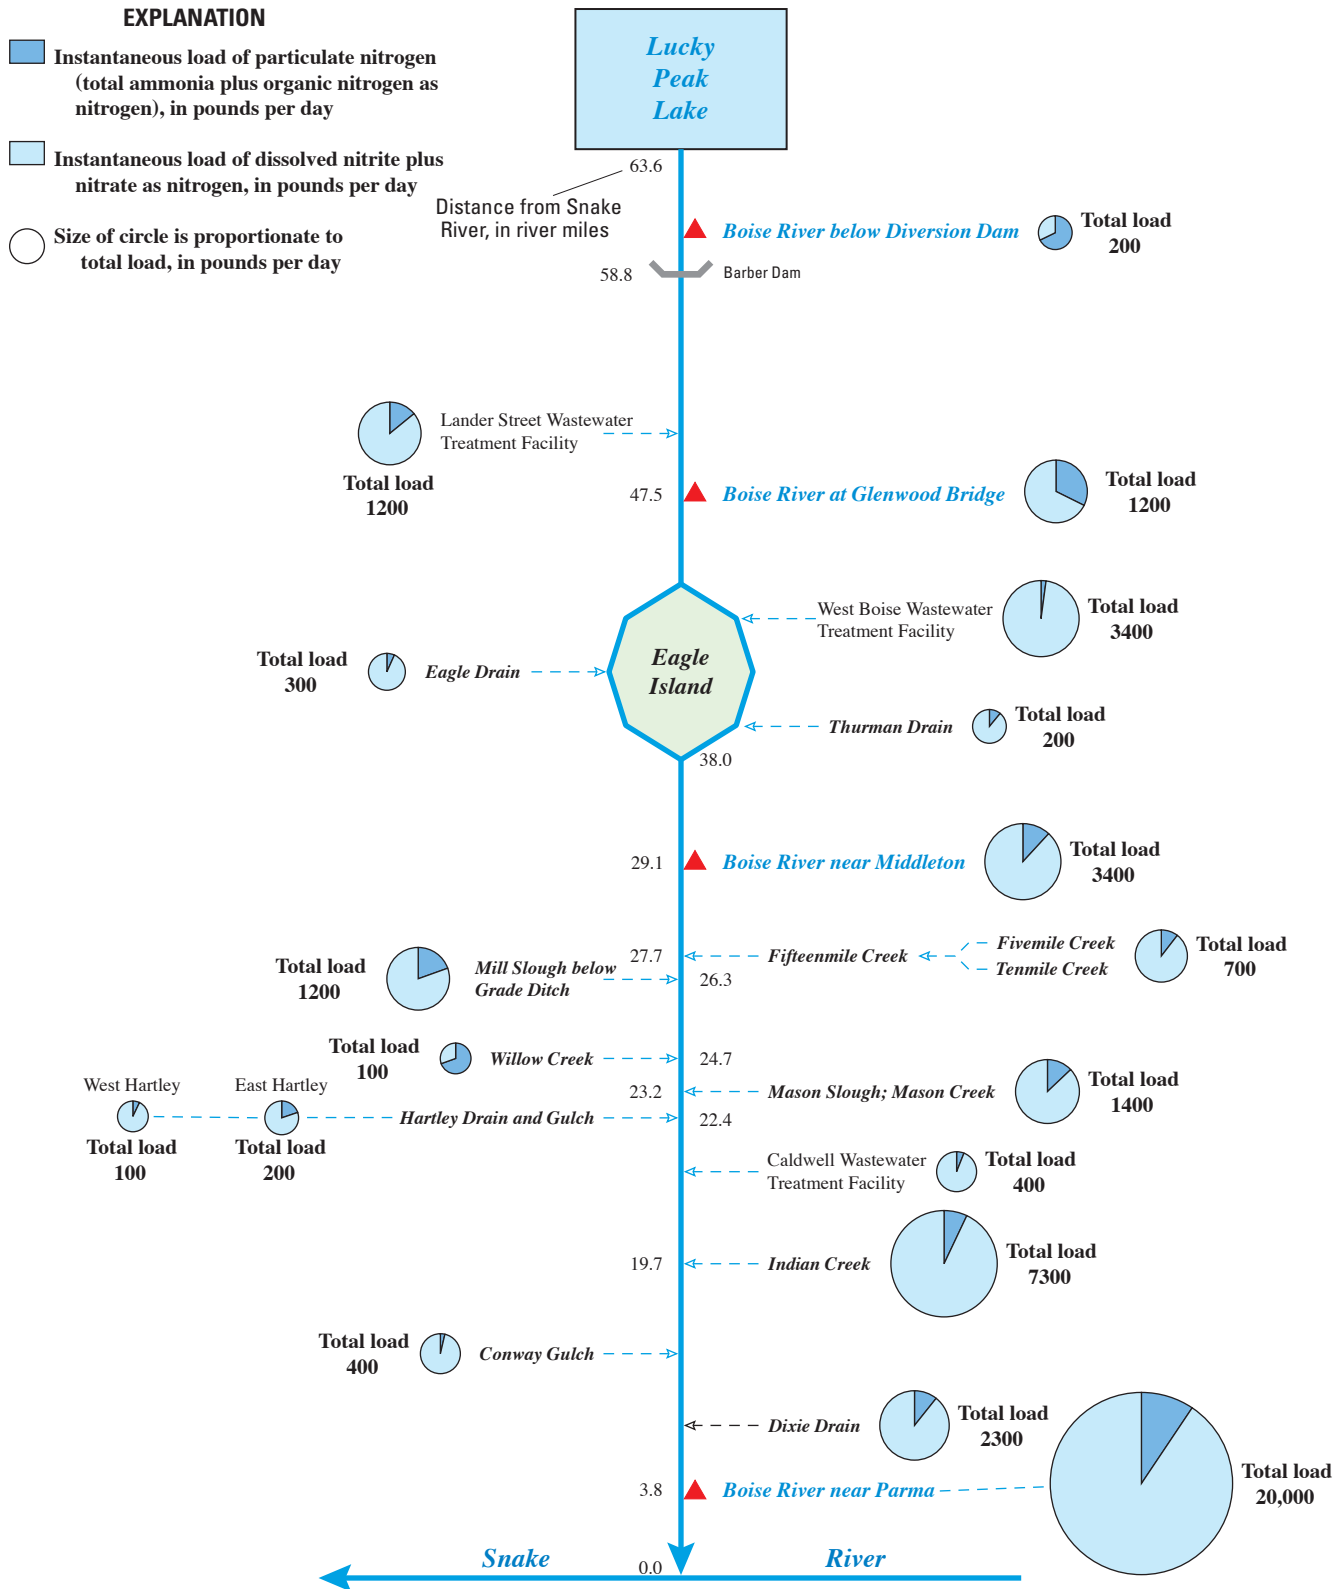 EXPLANATION
Instantaneous load of particulate nitrogen
(total ammonia plus organic nitrogen as
nitrogen), in pounds per day
Instantaneous load of dissolved nitrite plus
nitrate as nitrogen, in pounds per day
Size of circle is proportionate to
total load, in pounds per day
Lucky
Peak
Lake
63.6
Distance from Snake
River, in river miles
Boise River below Diversion Dam
Total load
200
58.8
Barber Dam
Lander Street Wastewater
Treatment Facility
Total load
1200
47.5
Boise River at Glenwood Bridge
Total load
1200
West Boise Wastewater
Treatment Facility
Total load
3400
Total load
300
Eagle Drain
Eagle
Island
Thurman Drain
Total load
200
38.0
29.1
Boise River near Middleton
Total load
3400
27.7
Fifteenmile Creek
Fivemile Creek
Tenmile Creek
Total load
700
Total load
1200
Mill Slough below
Grade Ditch
26.3
Total load
100
Willow Creek
24.7
23.2
Mason Slough; Mason Creek
Total load
1400
West Hartley
Total load
100
East Hartley
Total load
200
Hartley Drain and Gulch
22.4
Caldwell Wastewater
Treatment Facility
Total load
400
19.7
Indian Creek
Total load
7300
Total load
400
Conway Gulch
Dixie Drain
Total load
2300
3.8
Boise River near Parma
Total load
20,000
Snake
0.0
River